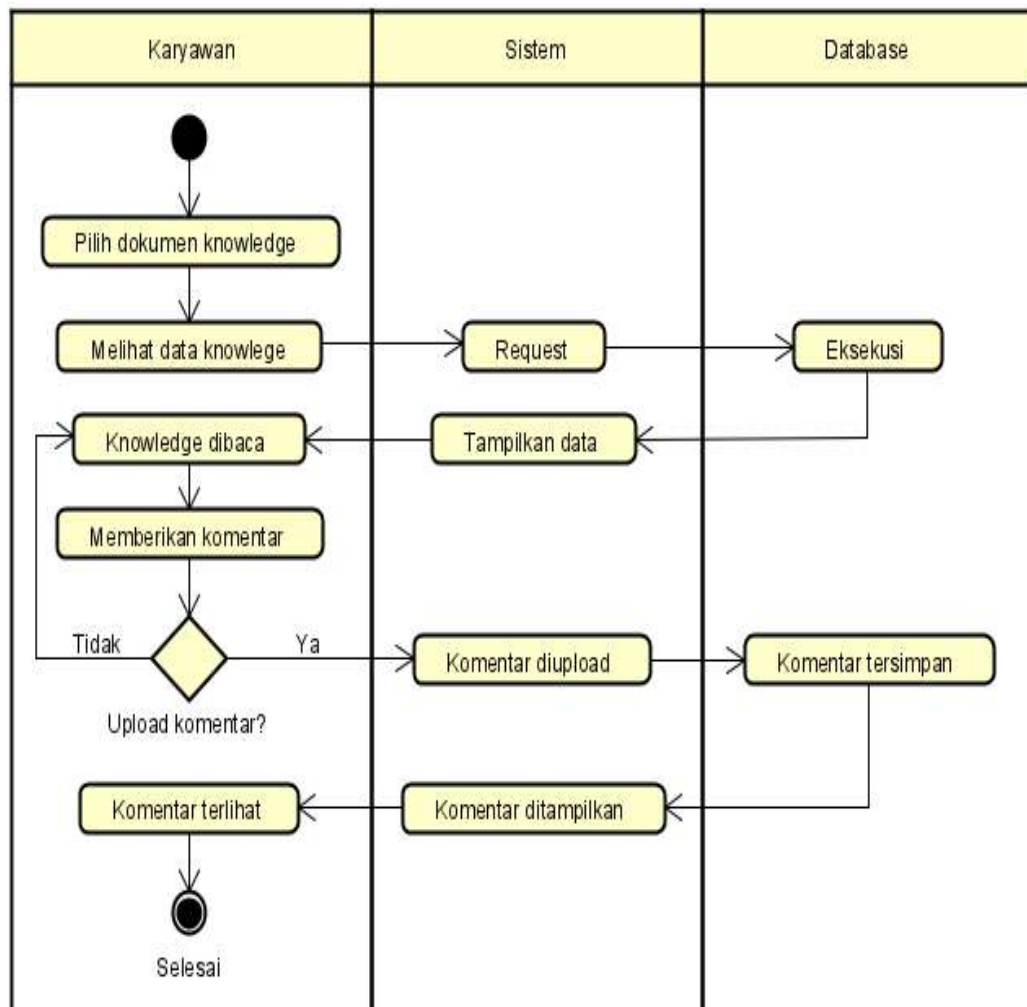 Karyawan
Sistem
Database
Pilih dokumen knowledge
Melihat data knowlege
Request
Eksekusi
Knowledge dibaca
Tampilkan data
Memberikan komentar
Tidak
Ya
Komentar diupload
Komentar tersimpan
Upload komentar?
Komentar terlihat
Komentar ditampilkan
Selesai